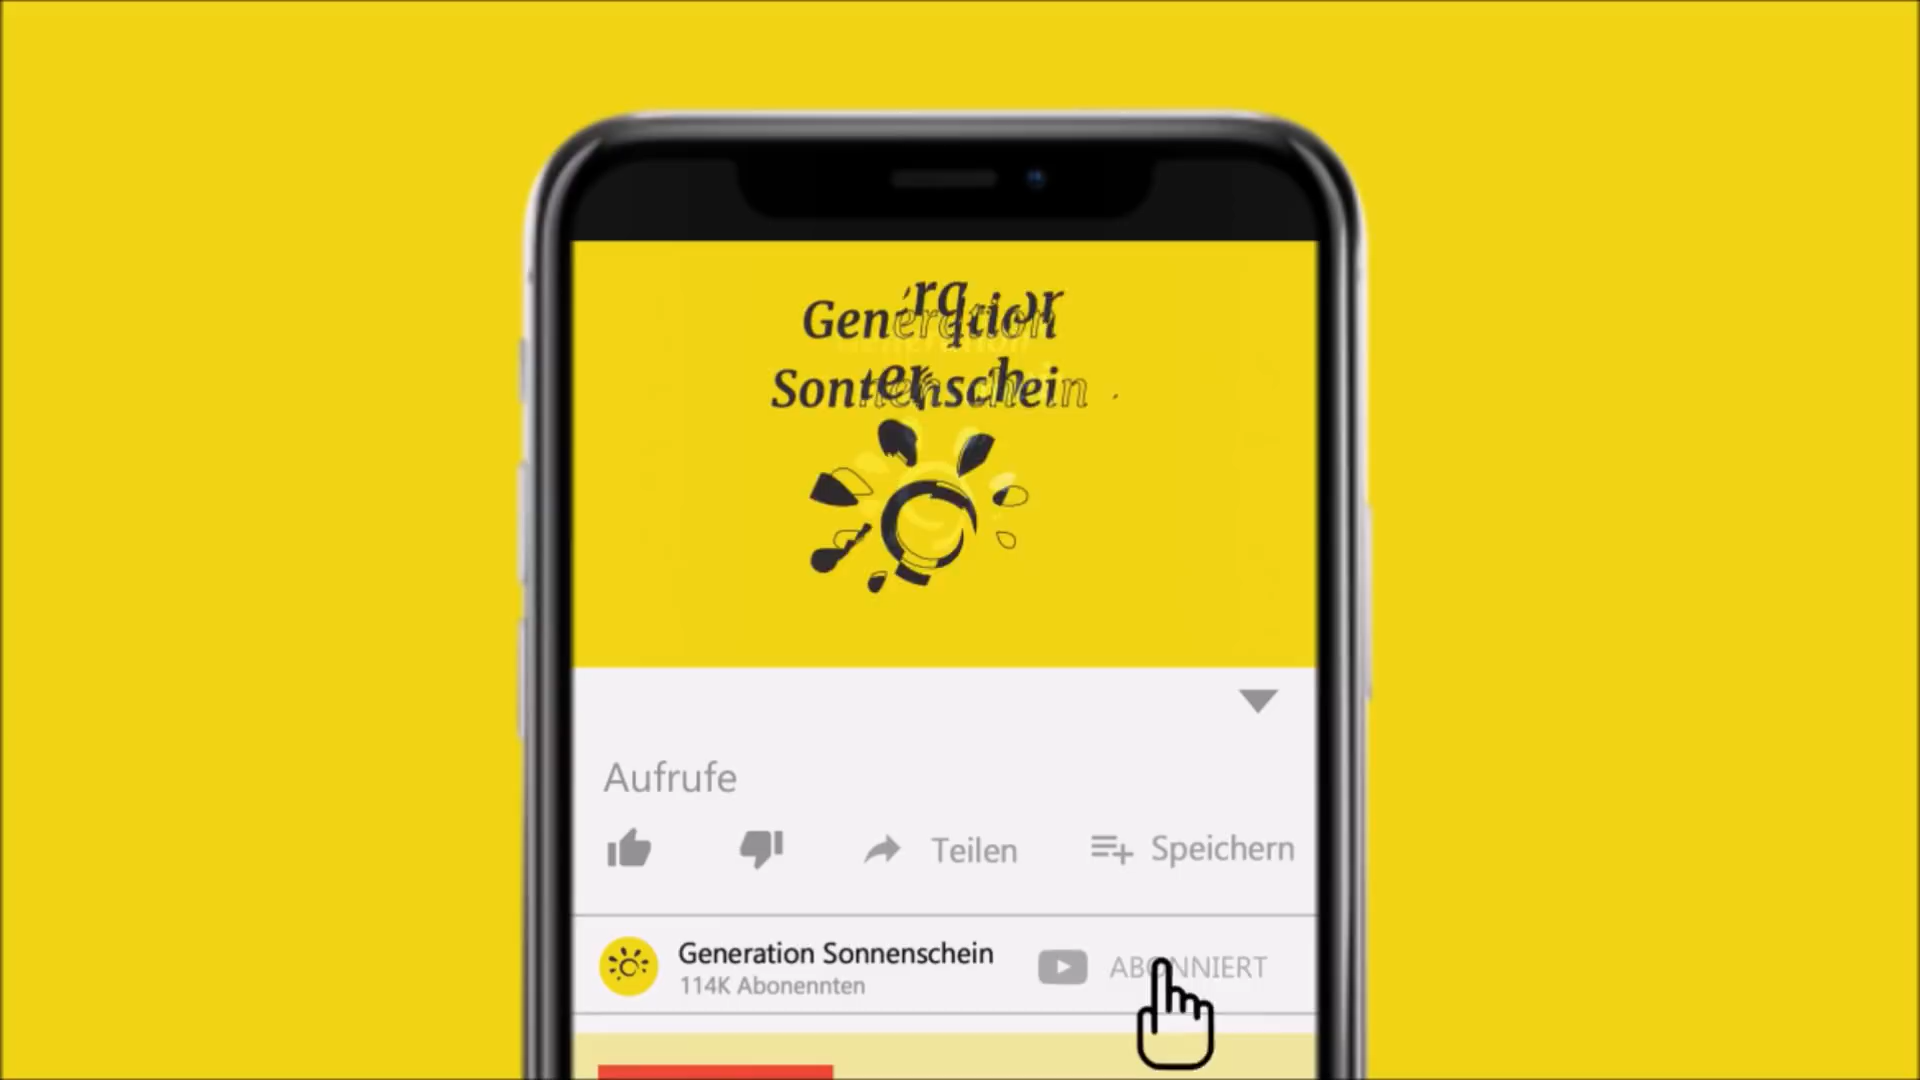 Generation
Sonnenschein
Aufrufe
Teilen
Speichern
Generation Sonnenschein
114K Abonennten
ABONNIERT